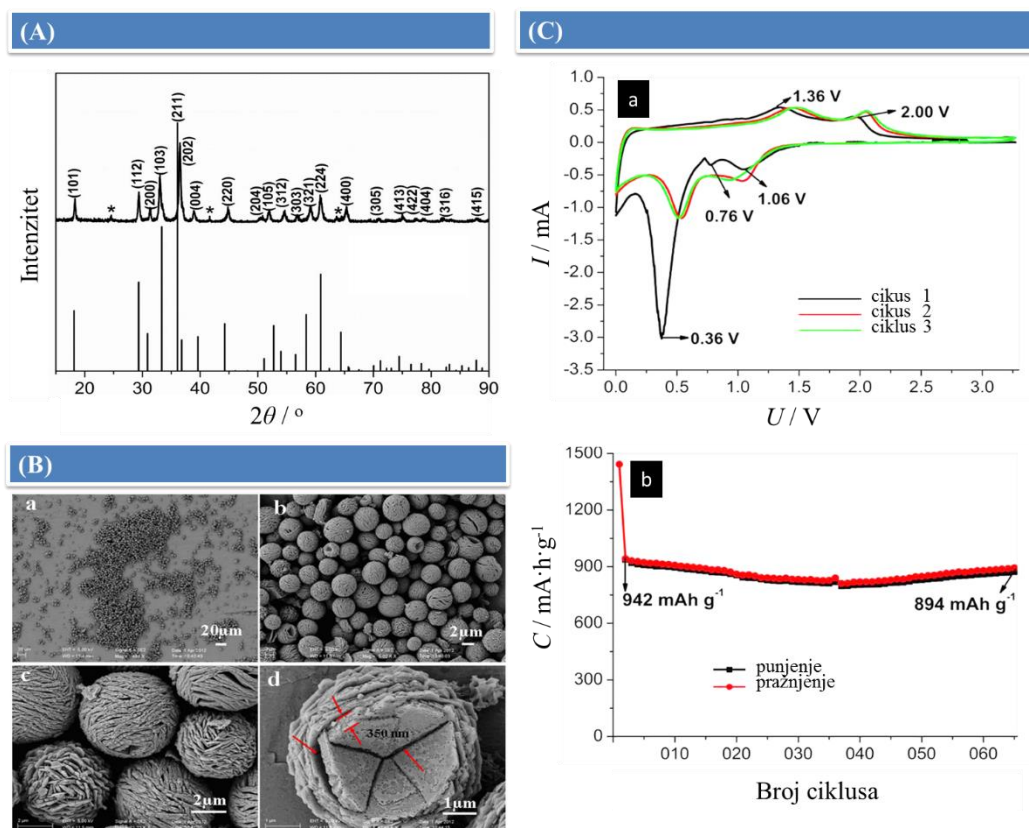 (A)
Intenzitet
(101)
*
(112)
(200)
(103)
(211)
(202)
(004)
*
(220)
(204)
(105)
(312)
(303)
(321)
(224)
*
(400)
(305)
(413)
(422)
(404)
(316)
(415)
20 30 40 50 60 70 80 90
2θ / °
(B)
a
20µm
b
2µm
c
2µm
d
350 nm
1µm
(C)
a
1.0
0.5
0.0
-0.5
-1.0
-1.5
-2.0
-2.5
-3.0
-3.5
I / mA
1.36 V
2.00 V
1.06 V
0.76 V
0.36 V
cikus 1
ciklus 2
ciklus 3
0.0 0.5 1.0 1.5 2.0 2.5 3.0
U / V
b
1500
1200
900
600
300
0
C / mA·h·g⁻¹
942 mAh g⁻¹
894 mAh g⁻¹
punjenje
pražnjenje
010 020 030 040 050 060
Broj ciklusa